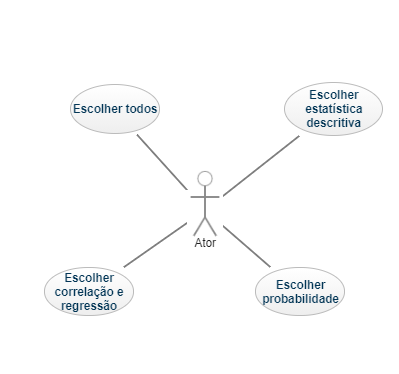 Escolher todos
Escolher
estatística
descritiva
Ator
Escolher
correlação e
regressão
Escolher
probabilidade